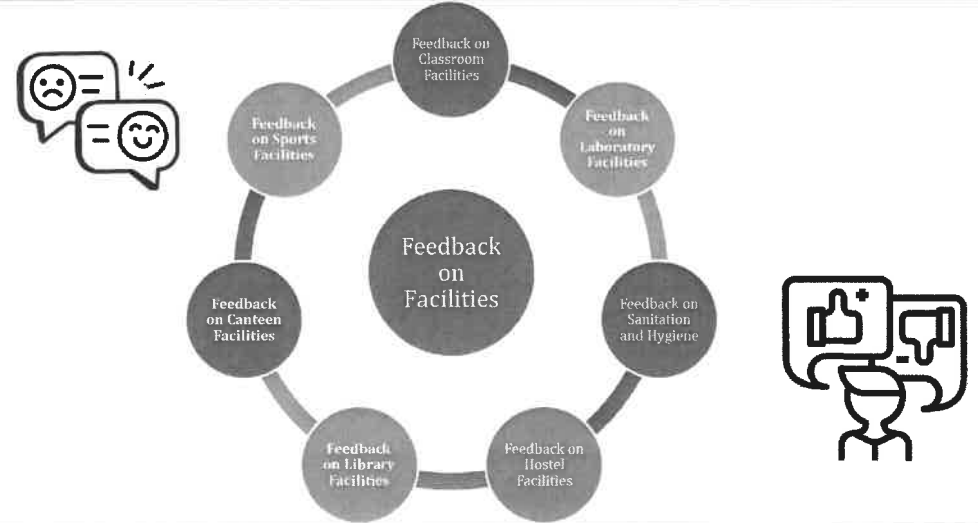 Feedback on
Classroom
Facilities
Feedback
on
Laboratory
Facilities
Feedback on
Sanitation
and Hygiene
Feedback on
Hostel
Facilities
Feedback
on Library
Facilities
Feedback
on Canteen
Facilities
Feedback
on Sports
Facilities
Feedback
on
Facilities